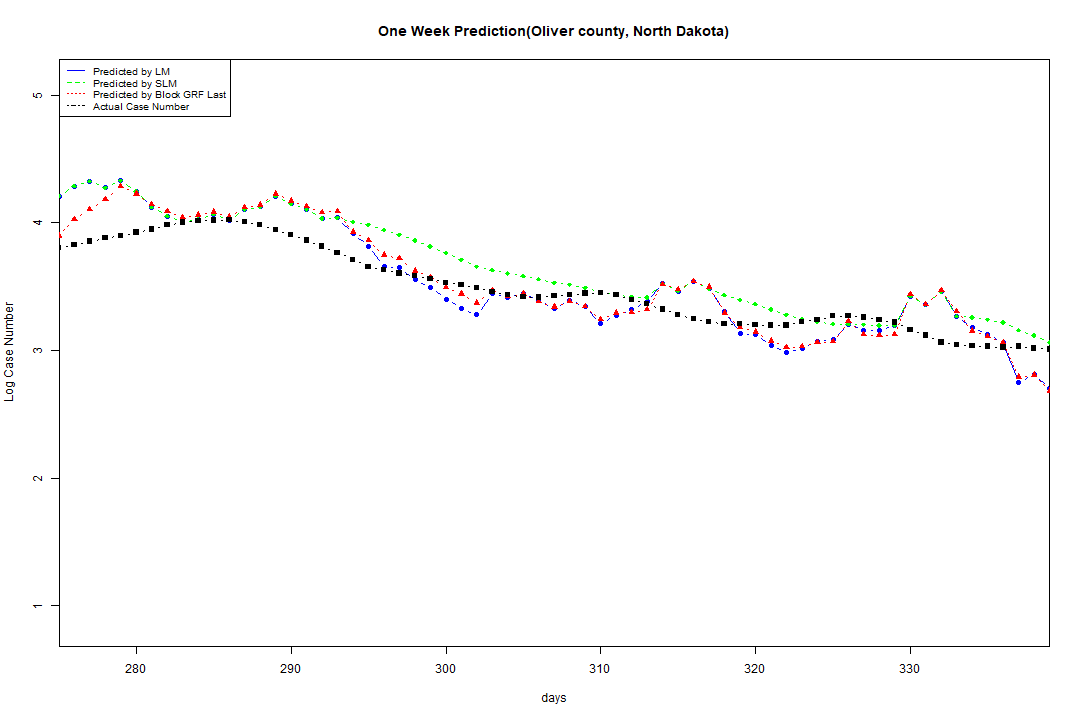 One Week Prediction(Oliver county, North Dakota)
Predicted by LM
Predicted by SLM
Predicted by Block GRF Last
Actual Case Number
5
4
3
2
1
Log Case Number
280 290 300 310 320 330
days